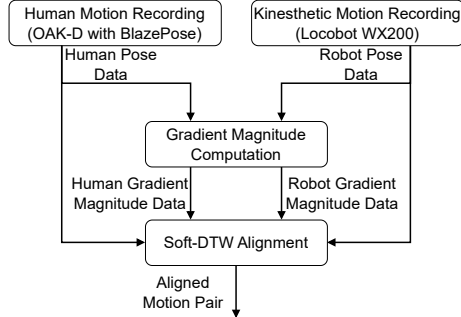 Human Motion Recording
(OAK-D with BlazePose)
Kinesthetic Motion Recording
(Locobot WX200)
Human Pose
Data
Robot Pose
Data
Gradient Magnitude
Computation
Human Gradient
Magnitude Data
Robot Gradient
Magnitude Data
Soft-DTW Alignment
Aligned
Motion Pair